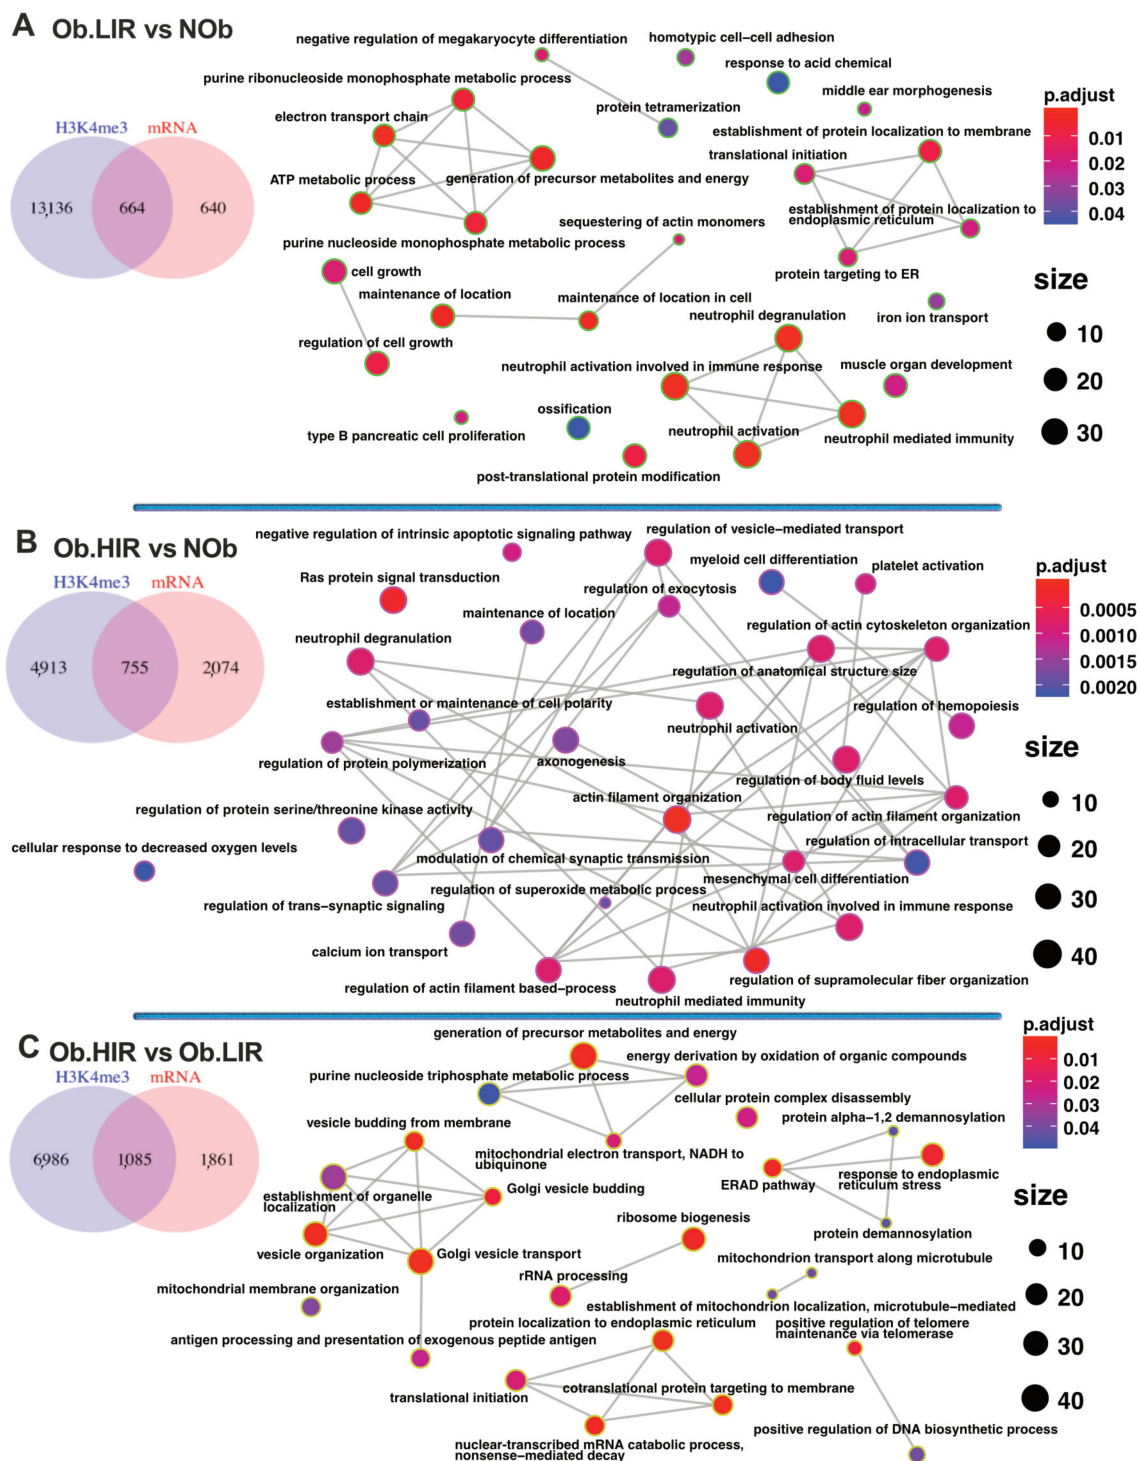 A Ob.LIR vs NOb
H3K4me3 mRNA
13,136 664 640
negative regulation of megakaryocyte differentiation
homotypic cell−cell adhesion
response to acid chemical
purine ribonucleoside monophosphate metabolic process
middle ear morphogenesis
electron transport chain
protein tetramerization
establishment of protein localization to membrane
translational initiation
ATP metabolic process
generation of precursor metabolites and energy
sequestering of actin monomers
establishment of protein localization to
endoplasmic reticulum
purine nucleoside monophosphate metabolic process
cell growth
protein targeting to ER
maintenance of location
maintenance of location in cell
neutrophil degranulation
iron ion transport
regulation of cell growth
neutrophil activation involved in immune response
muscle organ development
ossification
type B pancreatic cell proliferation
neutrophil activation
neutrophil mediated immunity
post-translational protein modification
p.adjust
0.01
0.02
0.03
0.04
size
10
20
30
B Ob.HIR vs NOb
H3K4me3 mRNA
4,913 755 2,074
negative regulation of intrinsic apoptotic signaling pathway
regulation of vesicle−mediated transport
myeloid cell differentiation
platelet activation
Ras protein signal transduction
regulation of exocytosis
maintenance of location
regulation of actin cytoskeleton organization
neutrophil degranulation
regulation of anatomical structure size
establishment or maintenance of cell polarity
regulation of hemopoiesis
neutrophil activation
regulation of protein polymerization
axonogenesis
regulation of body fluid levels
actin filament organization
regulation of protein serine/threonine kinase activity
regulation of actin filament organization
regulation of intracellular transport
cellular response to decreased oxygen levels
modulation of chemical synaptic transmission
mesenchymal cell differentiation
regulation of superoxide metabolic process
regulation of trans−synaptic signaling
neutrophil activation involved in immune response
calcium ion transport
regulation of supramolecular fiber organization
regulation of actin filament based−process
neutrophil mediated immunity
p.adjust
0.0005
0.0010
0.0015
0.0020
size
10
20
30
40
C Ob.HIR vs Ob.LIR
H3K4me3 mRNA
6,986 1,085 1,861
generation of precursor metabolites and energy
energy derivation by oxidation of organic compounds
purine nucleoside triphosphate metabolic process
cellular protein complex disassembly
protein alpha−1,2 demannosylation
vesicle budding from membrane
mitochondrial electron transport, NADH to
ubiquinone
response to endoplasmic
reticulum stress
ERAD pathway
Golgi vesicle budding
establishment of organelle
localization
ribosome biogenesis
protein demannosylation
vesicle organization
Golgi vesicle transport
mitochondrion transport along microtubule
rRNA processing
mitochondrial membrane organization
establishment of mitochondrion localization, microtubule−mediated
protein localization to endoplasmic reticulum
positive regulation of telomere
maintenance via telomerase
antigen processing and presentation of exogenous peptide antigen
cotranslational protein targeting to membrane
translational initiation
positive regulation of DNA biosynthetic process
nuclear-transcribed mRNA catabolic process,
nonsense−mediated decay
p.adjust
0.01
0.02
0.03
0.04
size
10
20
30
40